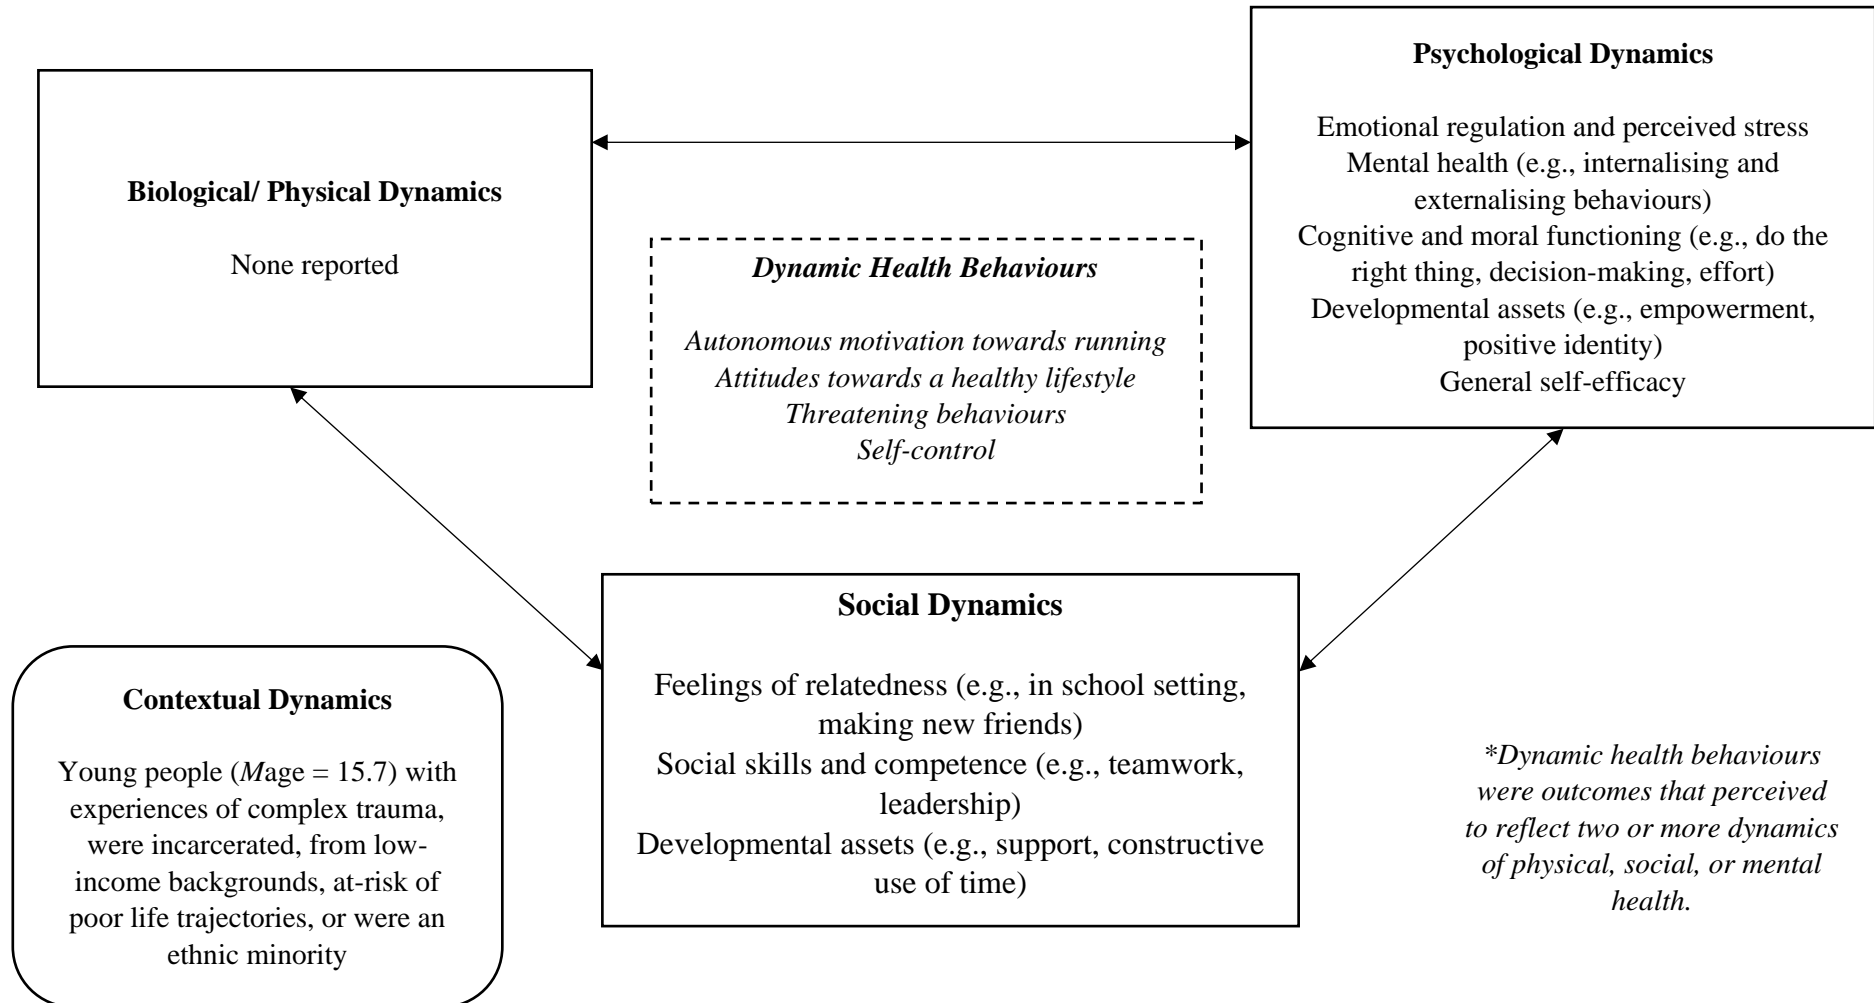 Biological/ Physical Dynamics
None reported
Psychological Dynamics
Emotional regulation and perceived stress
Mental health (e.g., internalising and
externalising behaviours)
Cognitive and moral functioning (e.g., do the
right thing, decision-making, effort)
Developmental assets (e.g., empowerment,
positive identity)
General self-efficacy
Dynamic Health Behaviours
Autonomous motivation towards running
Attitudes towards a healthy lifestyle
Threatening behaviours
Self-control
Social Dynamics
Feelings of relatedness (e.g., in school setting,
making new friends)
Social skills and competence (e.g., teamwork,
leadership)
Developmental assets (e.g., support, constructive
use of time)
Contextual Dynamics
Young people (Mage = 15.7) with
experiences of complex trauma,
were incarcerated, from low-
income backgrounds, at-risk of
poor life trajectories, or were an
ethnic minority
*Dynamic health behaviours
were outcomes that perceived
to reflect two or more dynamics
of physical, social, or mental
health.